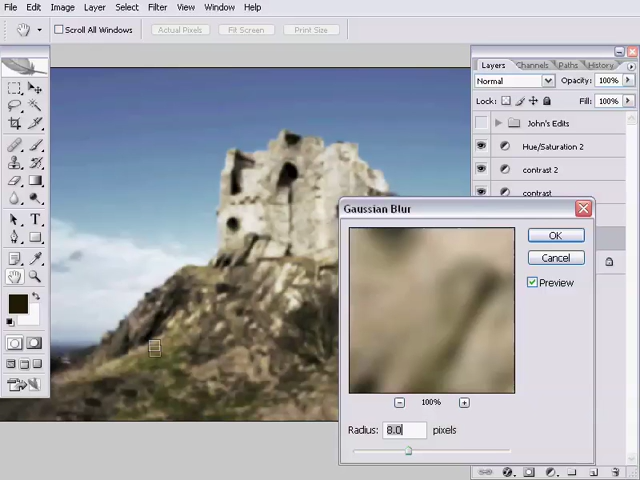 File Edit Image Layer Select Filter View Window Help
Scroll All Windows Actual Pixels Fit Screen Print Size
Layers Channels Paths History
Normal Opacity: 100%
Lock: Fill: 100%
John's Edits
Hue/Saturation 2
contrast 2
contrast
Gaussian Blur
OK
Cancel
Preview
100%
Radius: 8.0 pixels
T